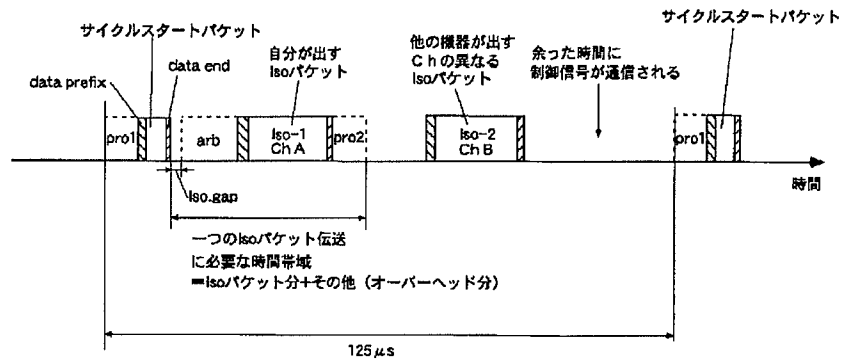 サイクルスタートパケット
data prefix
data end
自分が出す
Isoパケット
他の機器が出す
Chの異なる
Isoパケット
余った時間に
制御信号が通信される
サイクルスタートパケット
pro1
arb
Iso-1
Ch A
pro2
Iso-2
Ch B
pro1
時間
Iso.gap
一つのIsoパケット伝送
に必要な時間帯域
=Isoパケット分+その他(オーバーヘッド分)
125μs